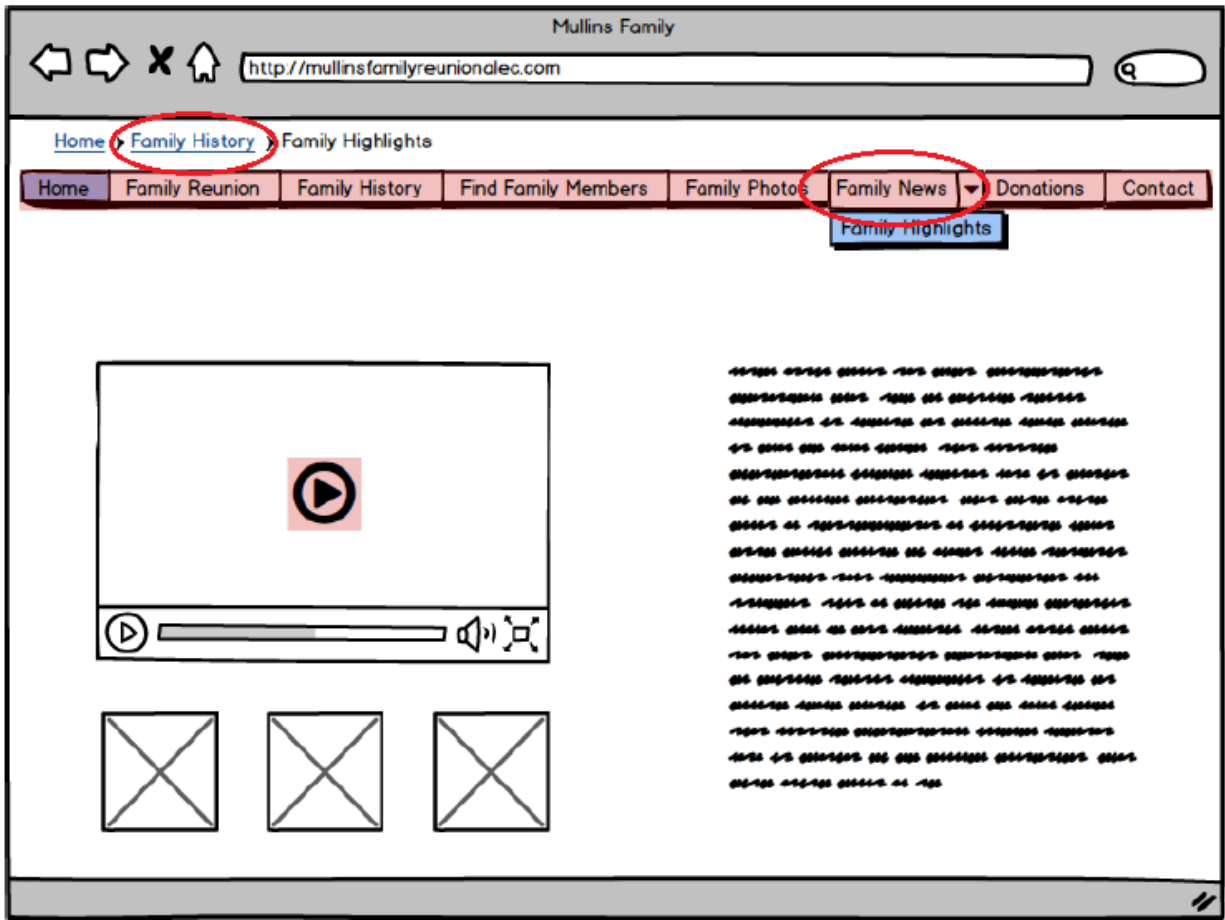 Mullins Family
http://mullinsfamilyreunionalec.com
Home Family History Family Highlights
Home Family Reunion Family History Find Family Members Family Photos Family News Donations Contact
Family Highlights